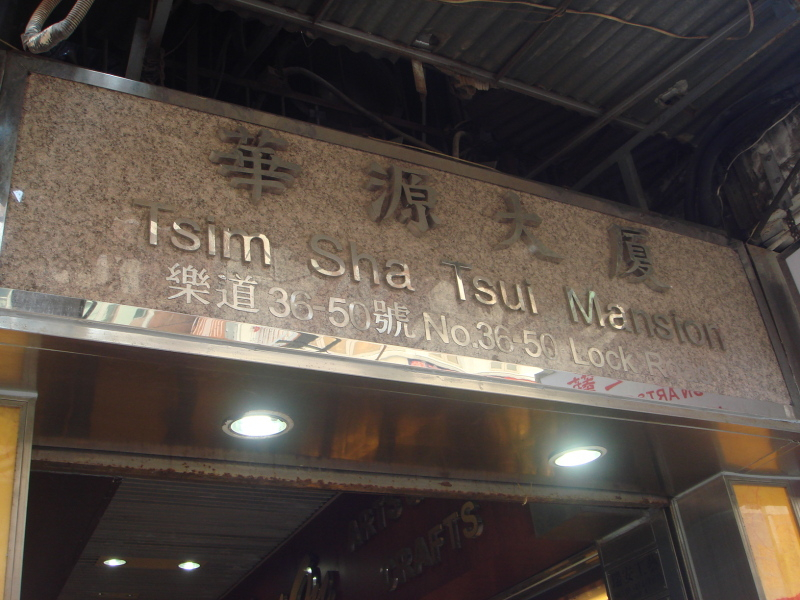 華源大廈
Tsim Sha Tsui Mansion
樂道36-50號 No.36-50 Lock
ARTS
CRAFTS